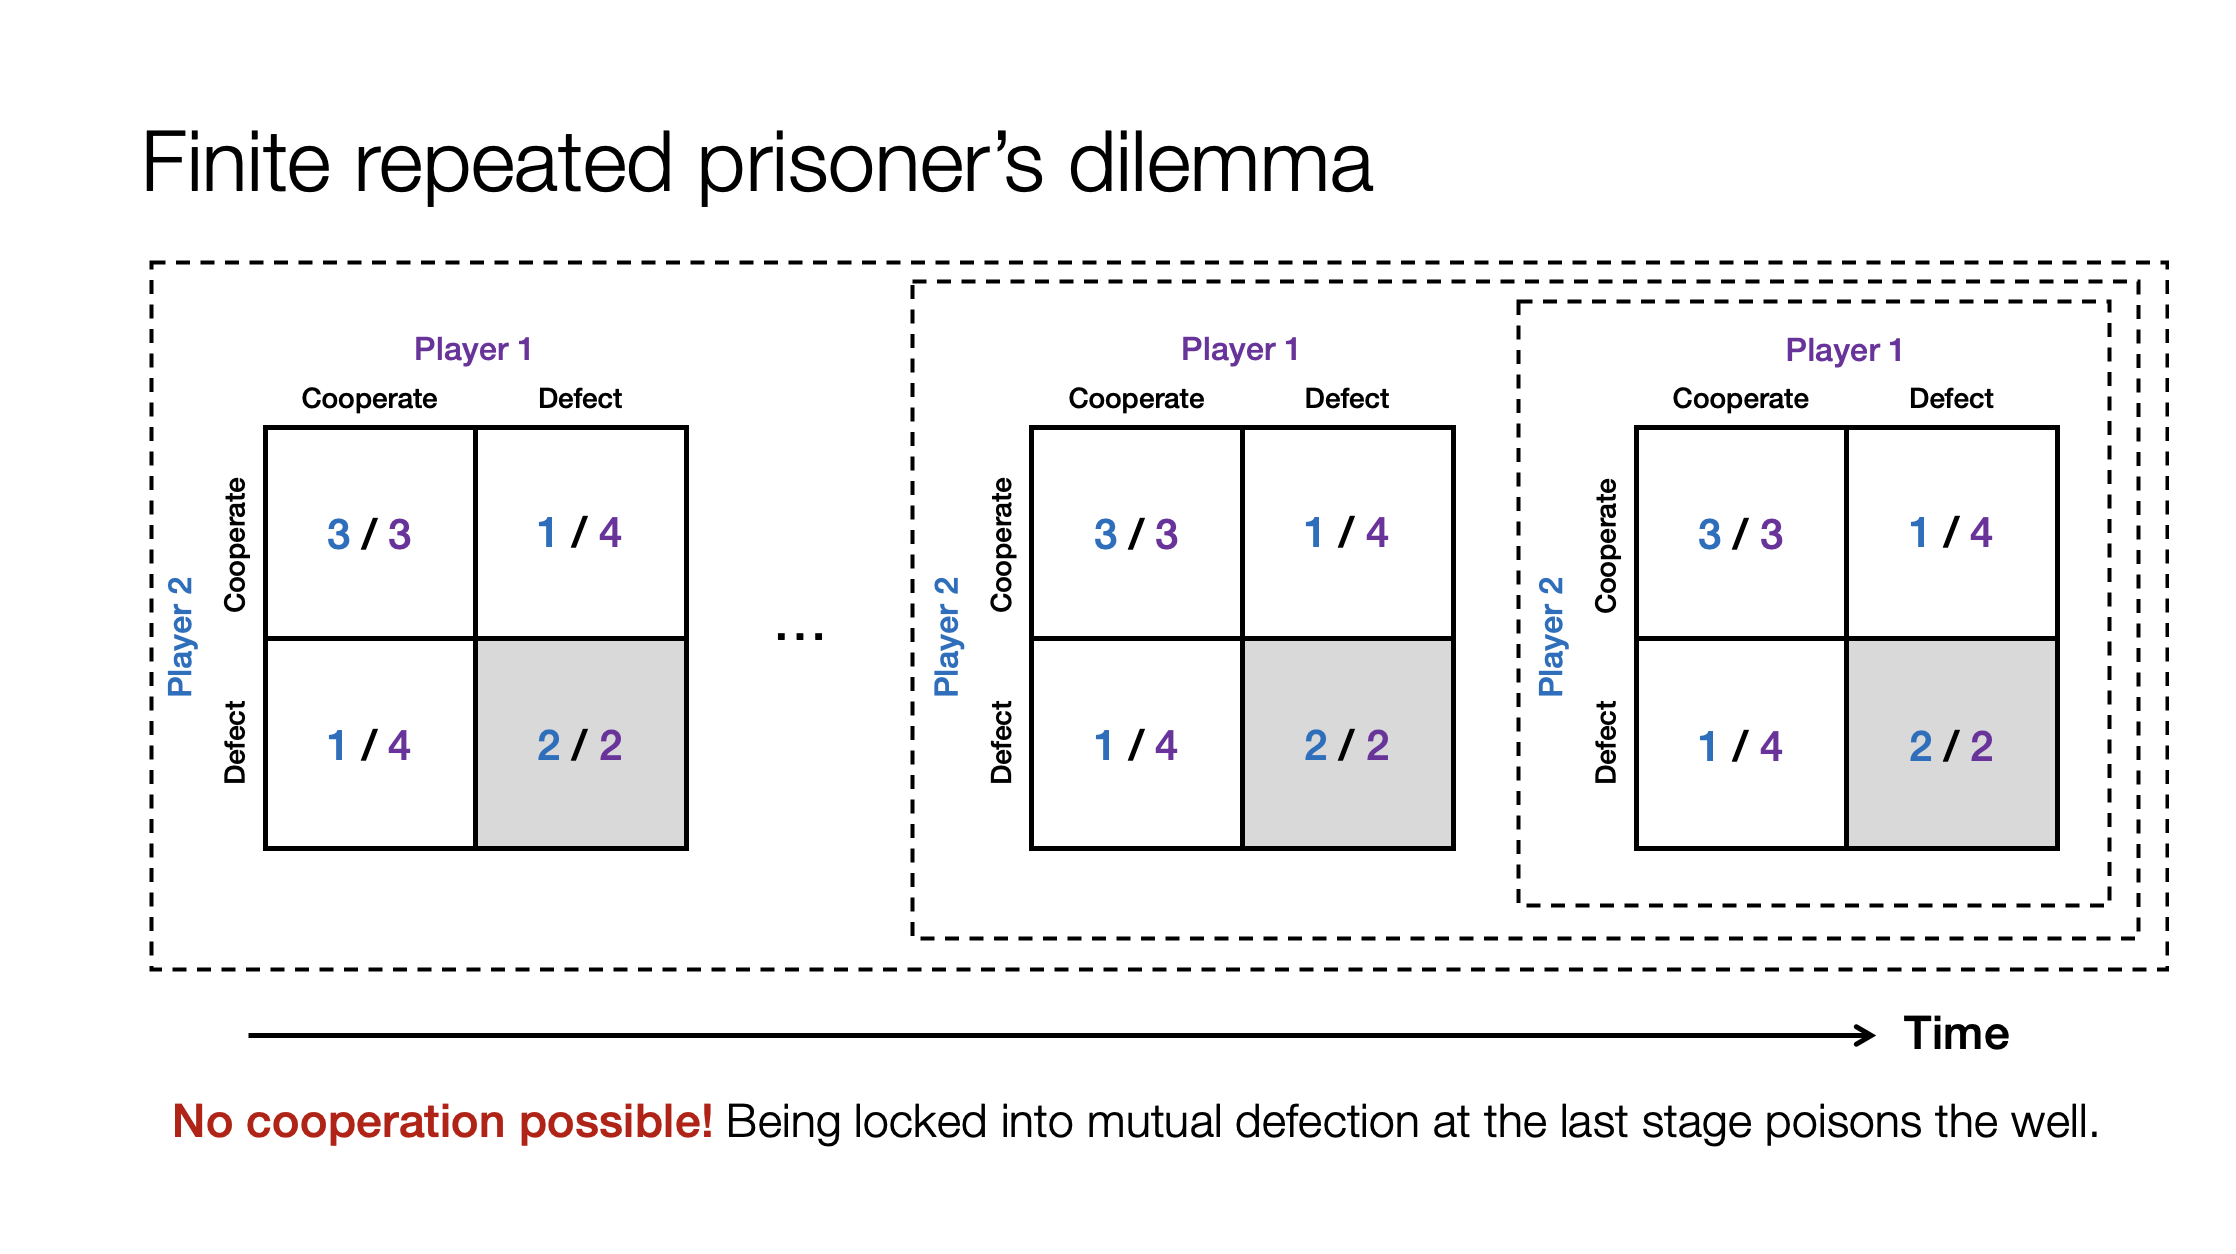 Finite repeated prisoner’s dilemma
Player 1
Cooperate Defect
Player 2
Cooperate
3 / 3 1 / 4
Defect
1 / 4 2 / 2
...
Player 1
Cooperate Defect
Player 2
Cooperate
3 / 3 1 / 4
Defect
1 / 4 2 / 2
Player 1
Cooperate Defect
Player 2
Cooperate
3 / 3 1 / 4
Defect
1 / 4 2 / 2
Time
No cooperation possible! Being locked into mutual defection at the last stage poisons the well.